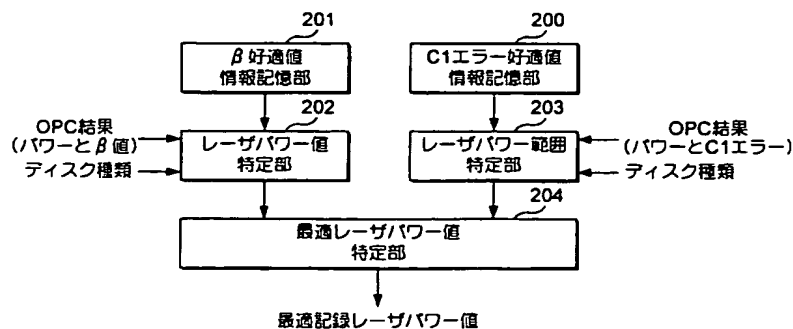 201
200
β好適値
情報記憶部
C1エラー好適値
情報記憶部
202
203
OPC結果
(パワーとβ値)
ディスク種類
レーザパワー値
特定部
レーザパワー範囲
特定部
OPC結果
(パワーとC1エラー)
ディスク種類
204
最適レーザパワー値
特定部
最適記録レーザパワー値